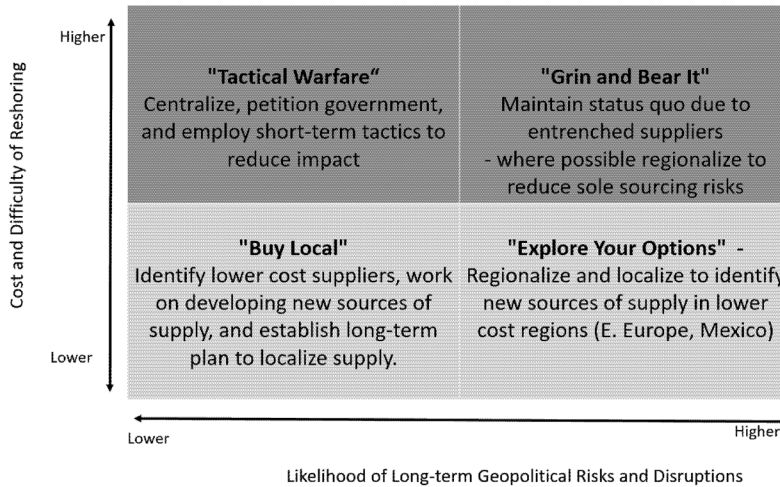 Cost and Difficulty of Reshoring
Higher
Lower
"Tactical Warfare“
Centralize, petition government,
and employ short-term tactics to
reduce impact
"Grin and Bear It"
Maintain status quo due to
entrenched suppliers
- where possible regionalize to
reduce sole sourcing risks
"Buy Local"
Identify lower cost suppliers, work
on developing new sources of
supply, and establish long-term
plan to localize supply.
"Explore Your Options" -
Regionalize and localize to identify
new sources of supply in lower
cost regions (E. Europe, Mexico)
Lower
Higher
Likelihood of Long-term Geopolitical Risks and Disruptions